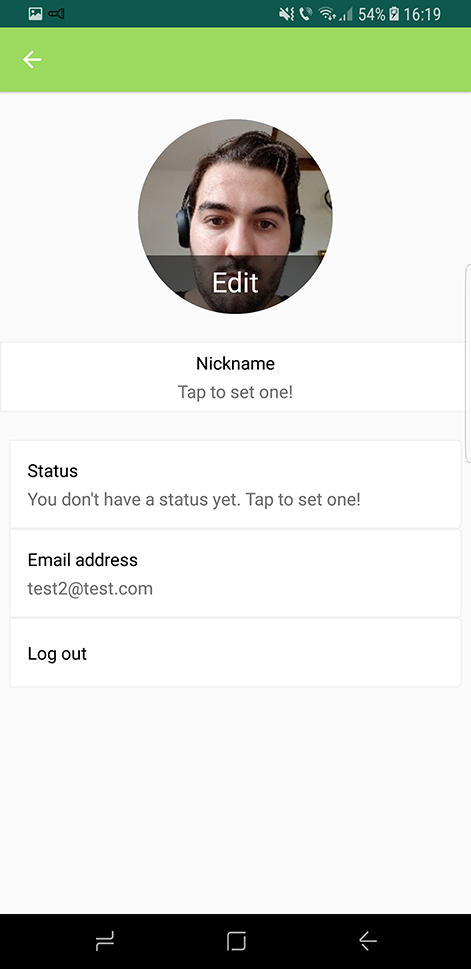 54% 16:19
Edit
Nickname
Tap to set one!
Status
You don't have a status yet. Tap to set one!
Email address
test2@test.com
Log out